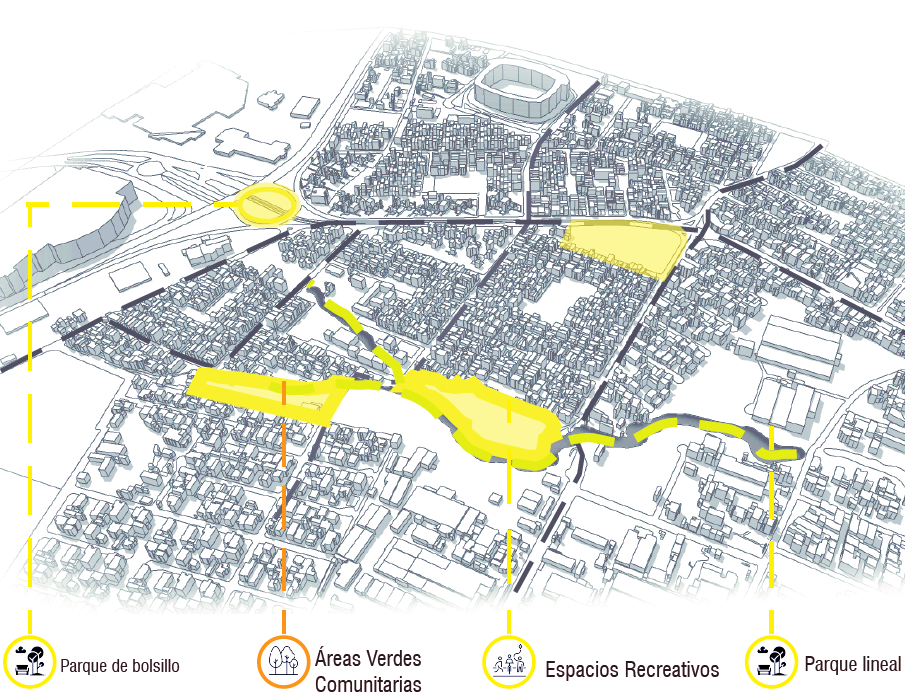 Parque de bolsillo
Áreas Verdes
Comunitarias
Espacios Recreativos
Parque lineal